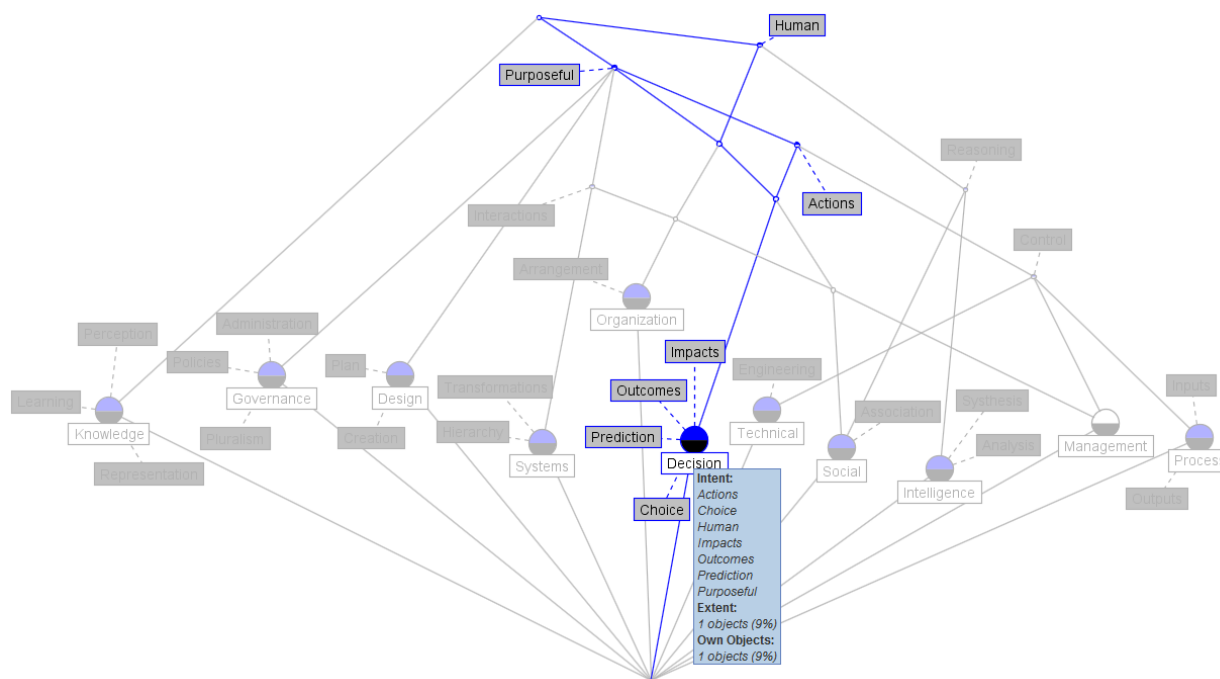 Human
Purposeful
Reasoning
Actions
Interactions
Control
Arrangement
Organization
Administration
Perception
Impacts
Policies
Plan
Engineering
Transformations
Outcomes
Inputs
Learning
Governance
Design
Systhesis
Association
Knowledge
Pluralism
Creation
Hierarchy
Prediction
Technical
Analysis
Management
Representation
Systems
Decision
Social
Process
Intelligence
Outputs
Choice
Intent:
Actions
Choice
Human
Impacts
Outcomes
Prediction
Purposeful
Extent:
1 objects (9%)
Own Objects:
1 objects (9%)